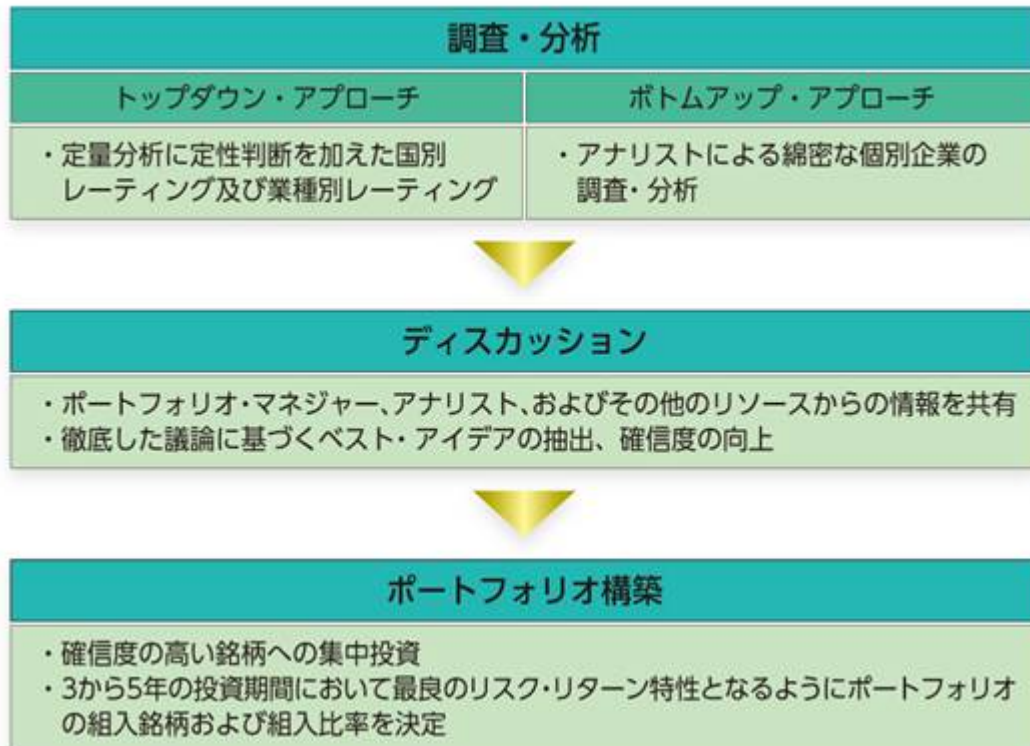 調査・分析
トップダウン・アプローチ
ボトムアップ・アプローチ
・定量分析に定性判断を加えた国別
レーティング及び業種別レーティング
・アナリストによる綿密な個別企業の
調査・分析
ディスカッション
・ポートフォリオ・マネジャー、アナリスト、およびその他のリソースからの情報を共有
・徹底した議論に基づくベスト・アイデアの抽出、確信度の向上
ポートフォリオ構築
・確信度の高い銘柄への集中投資
・3から5年の投資期間において最良のリスク・リターン特性となるようにポートフォリオ
の組入銘柄および組入比率を決定